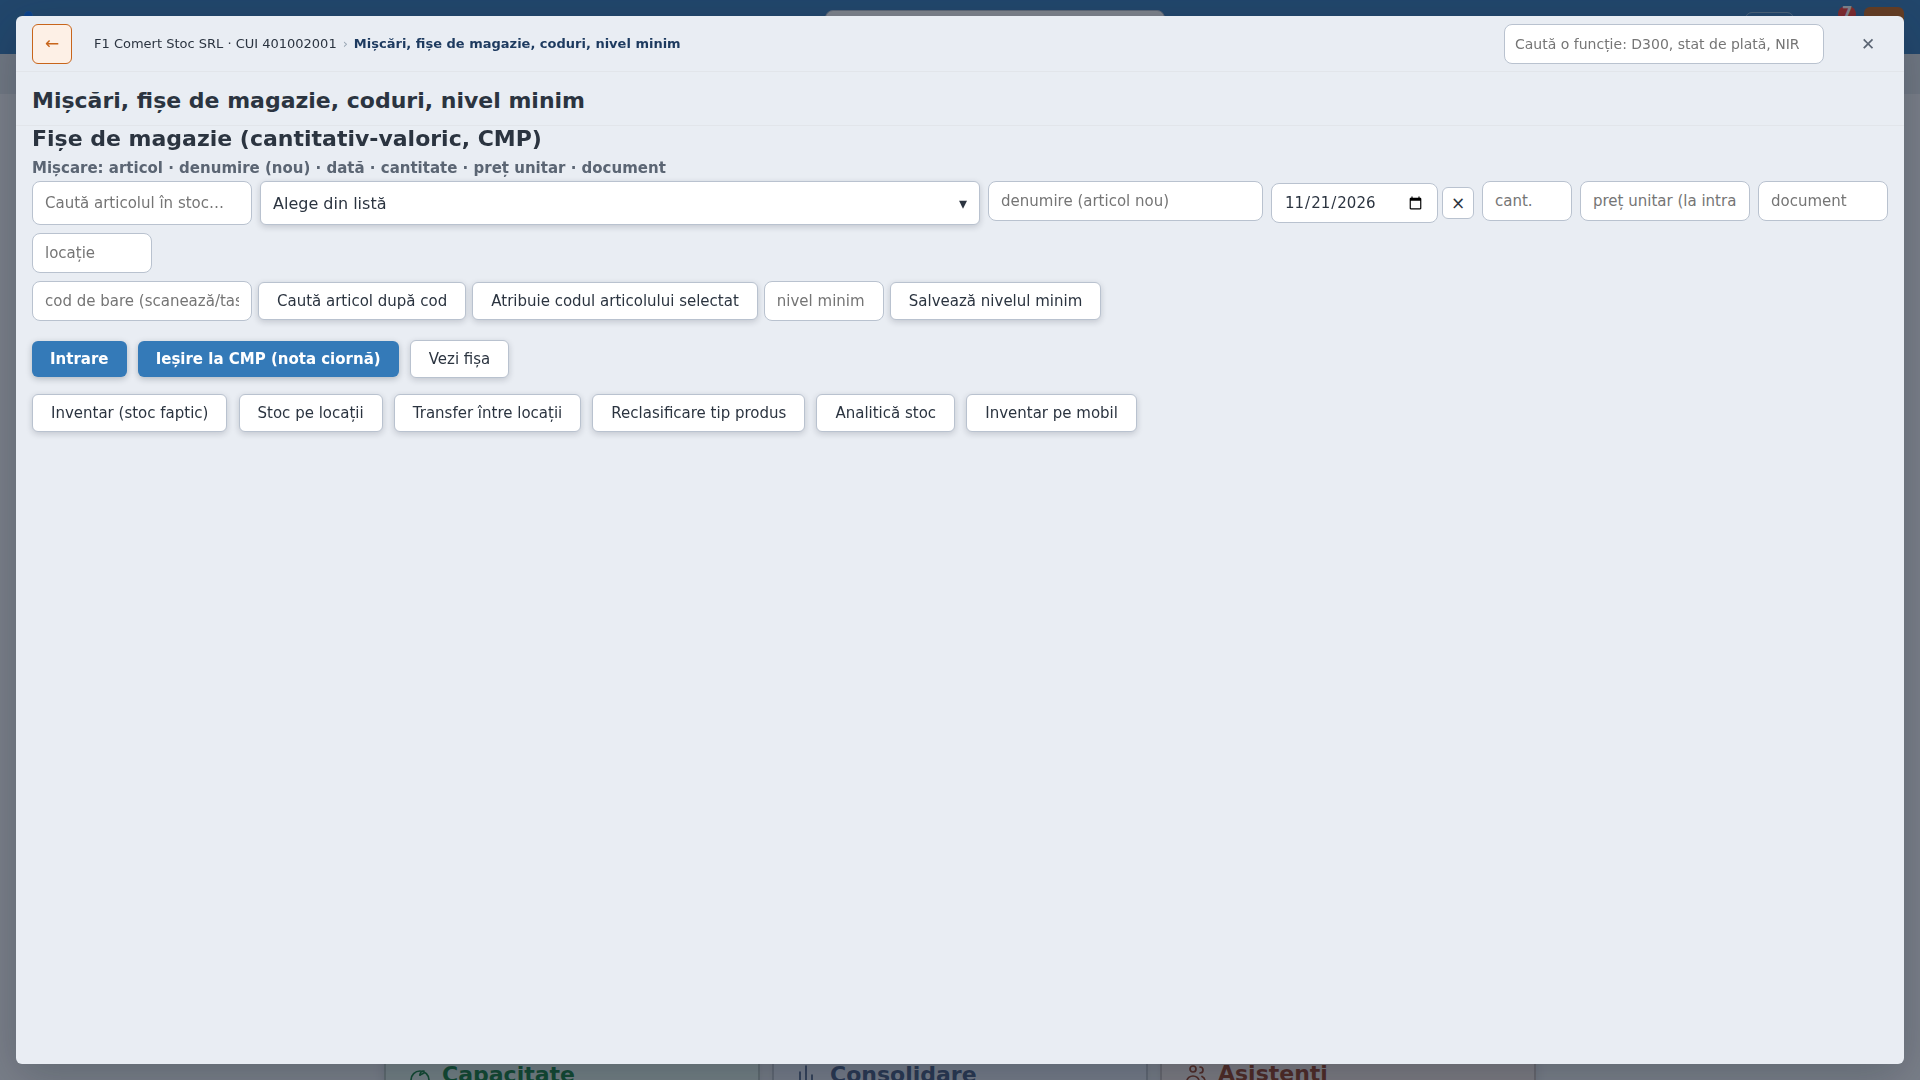 7
←
F1 Comert Stoc SRL · CUI 401002001 › Mișcări, fișe de magazie, coduri, nivel minim
Caută o funcție: D300, stat de plată, NIR
✕
Mișcări, fișe de magazie, coduri, nivel minim
Fișe de magazie (cantitativ-valoric, CMP)
Mișcare: articol · denumire (nou) · dată · cantitate · preț unitar · document
Caută articolul în stoc... Alege din listă ▾ denumire (articol nou) 11/21/2026 × cant. preț unitar (la intra document
locație
cod de bare (scanează/tas Caută articol după cod Atribuie codul articolului selectat nivel minim Salvează nivelul minim
Intrare Ieșire la CMP (nota ciornă) Vezi fișa
Inventar (stoc faptic) Stoc pe locații Transfer între locații Reclasificare tip produs Analitică stoc Inventar pe mobil
Capacitate Consolidare Asistenți